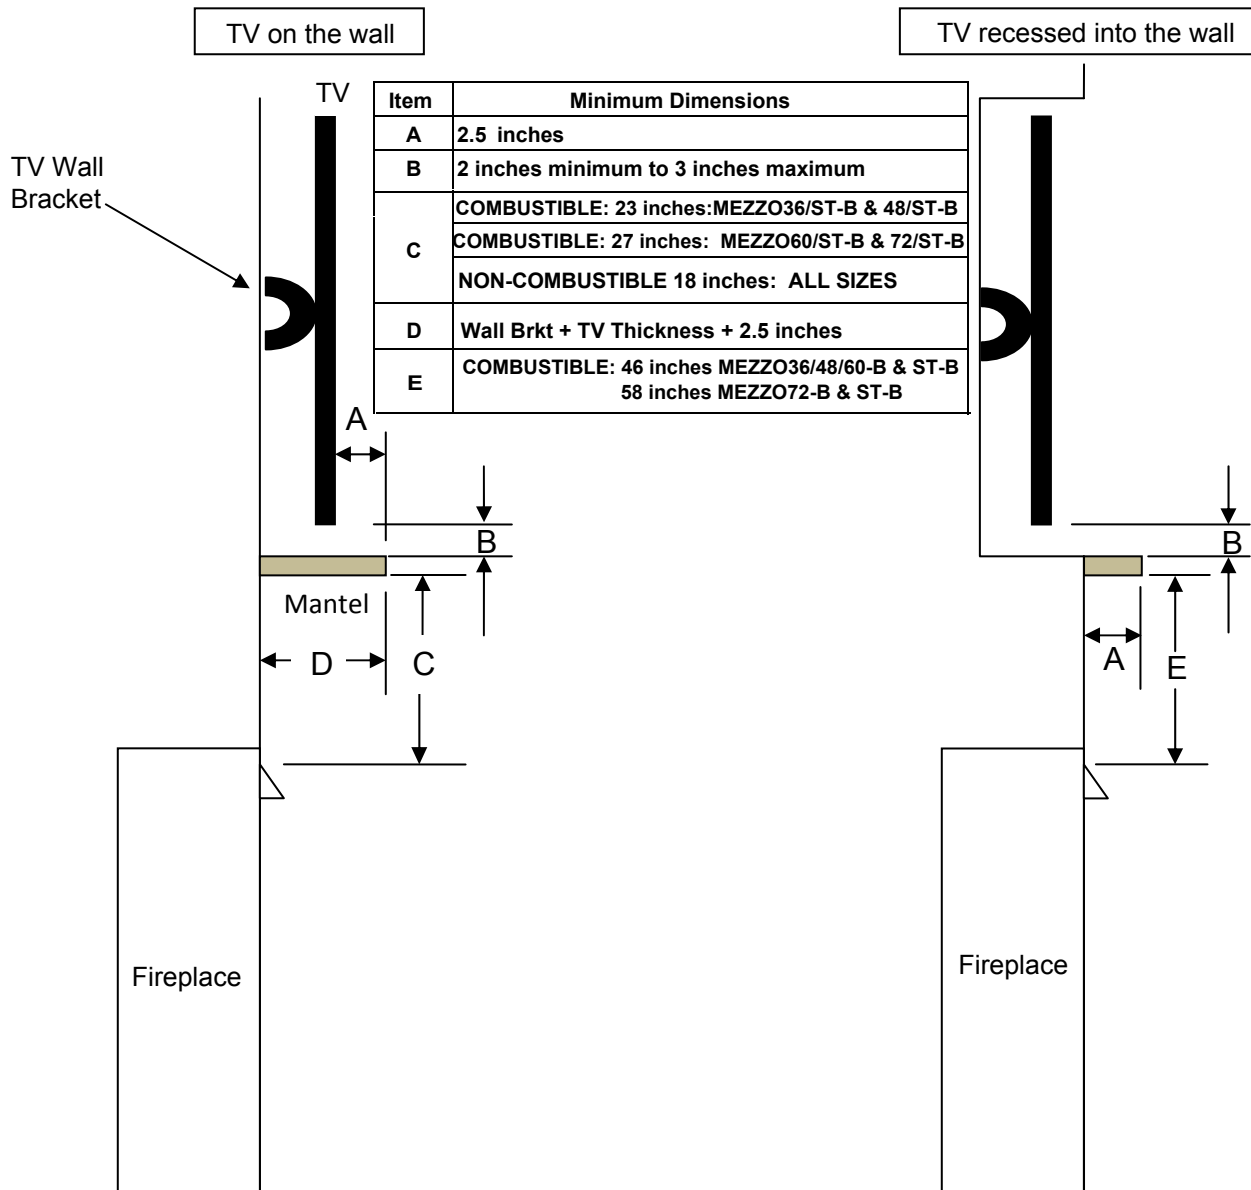 TV on the wall
TV recessed into the wall
TV
TV Wall
Bracket
Item Minimum Dimensions
A 2.5 inches
B 2 inches minimum to 3 inches maximum
C
COMBUSTIBLE: 23 inches:MEZZO36/ST-B & 48/ST-B
COMBUSTIBLE: 27 inches: MEZZO60/ST-B & 72/ST-B
NON-COMBUSTIBLE 18 inches: ALL SIZES
D Wall Brkt + TV Thickness + 2.5 inches
E
COMBUSTIBLE: 46 inches MEZZO36/48/60-B & ST-B
58 inches MEZZO72-B & ST-B
A
B
Mantel
D
C
Fireplace
B
A
E
Fireplace